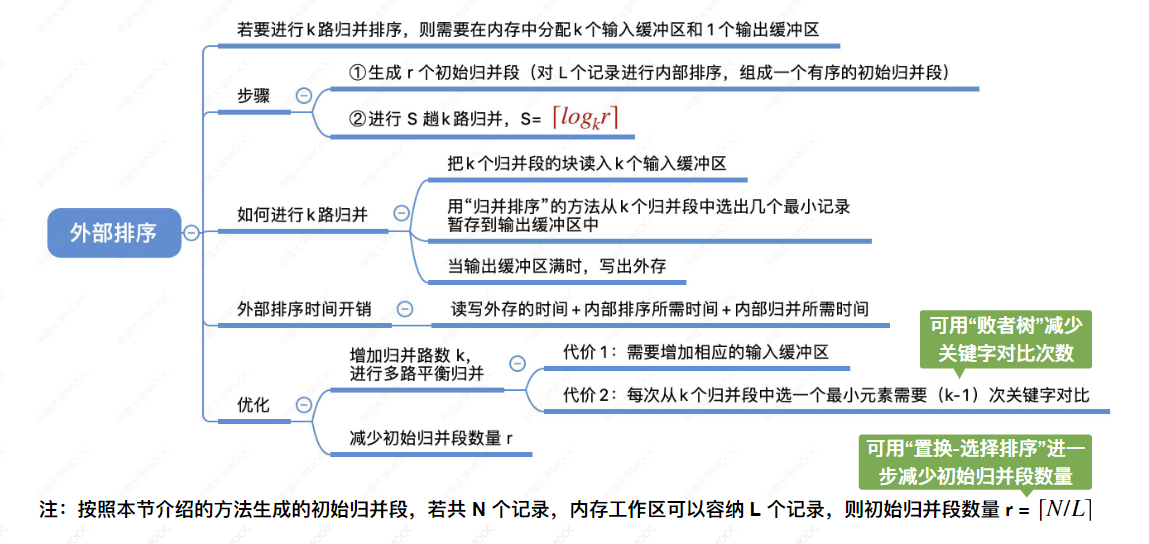 若要进行k路归并排序，则需要在内存中分配k个输入缓冲区和1个输出缓冲区
步骤
①生成 r 个初始归并段（对 L个记录进行内部排序，组成一个有序的初始归并段）
②进行 S 趟k路归并，S= ⌈logₖr⌉
外部排序
如何进行k路归并
把k个归并段的块读入k个输入缓冲区
用“归并排序”的方法从k个归并段中选出几个最小记录
暂存到输出缓冲区中
当输出缓冲区满时，写出外存
外部排序时间开销
读写外存的时间+内部排序所需时间+内部归并所需时间
优化
增加归并路数 k，
进行多路平衡归并
代价1：需要增加相应的输入缓冲区
代价2：每次从k个归并段中选一个最小元素需要（k-1）次关键字对比
可用“败者树”减少
关键字对比次数
减少初始归并段数量 r
可用“置换-选择排序”进一
步减少初始归并段数量
注：按照本节介绍的方法生成的初始归并段，若共 N 个记录，内存工作区可以容纳 L 个记录，则初始归并段数量 r = ⌈N/L⌉
中国大学MOOC